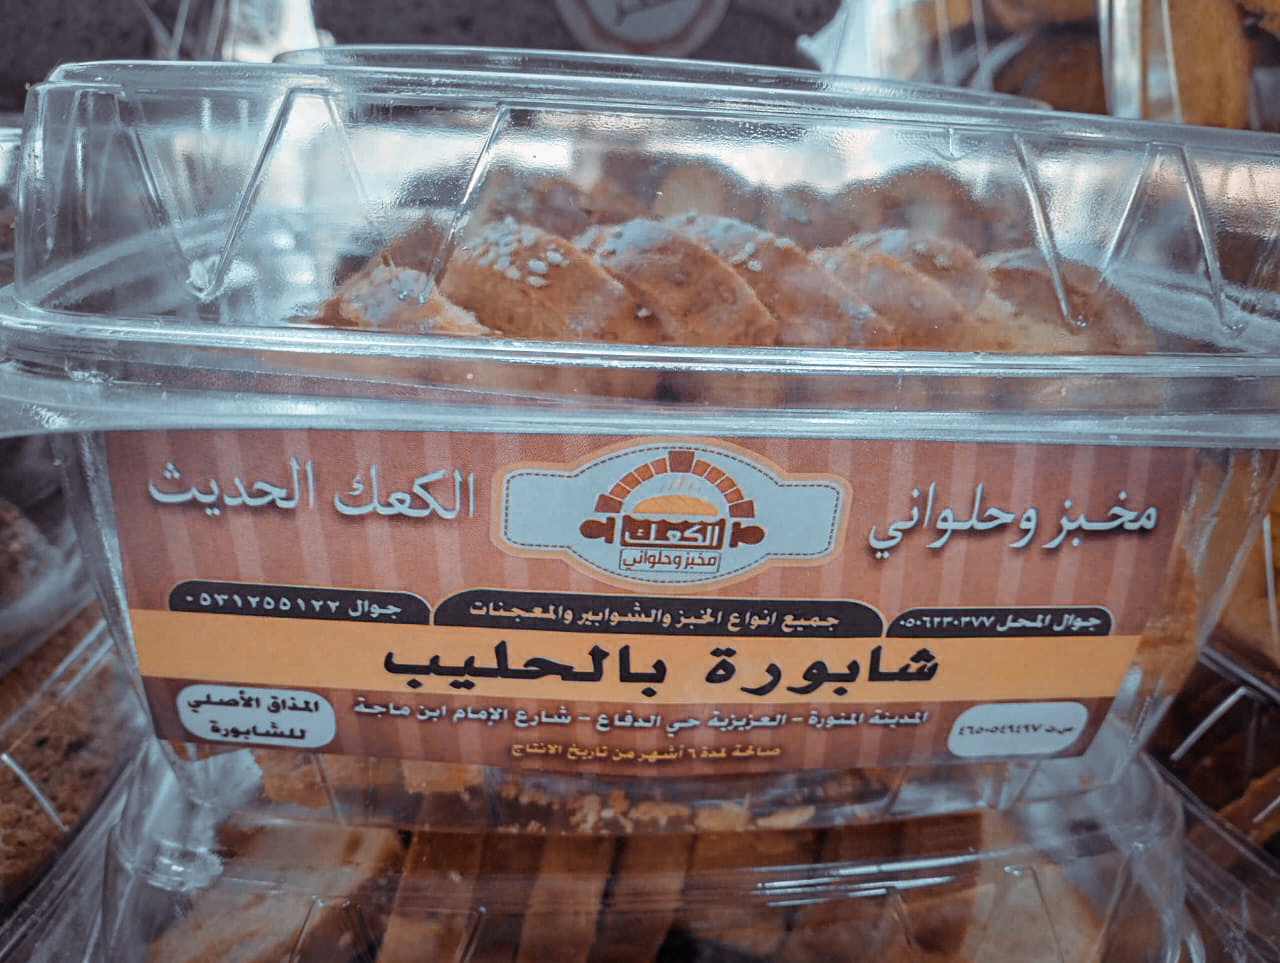 مخبز وحلواني
الكعك
مخبز وحلواني
الكعك الحديث
جوال المحل ٠٥٠٦٢٣٠٣٧٧
جميع انواع الخبز والشوابير والمعجنات
جوال ٠٥٣١٢٥٥١٢٢
شابورة بالحليب
المدينة المنورة - العزيزية حي الدفاع - شارع الإمام ابن ماجة
صالحة لمدة ٦ أشهر من تاريخ الانتاج
المذاق الأصلي
للشابورة
س.ت